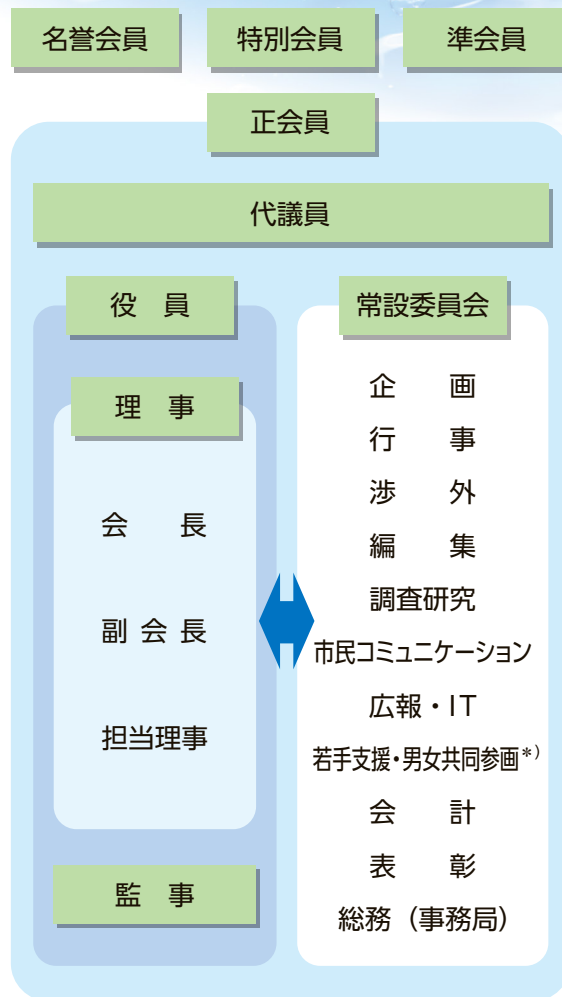 名誉会員 特別会員 準会員
正会員
代議員
役　員
理　事
会　　長
副 会 長
担当理事
監　事
常設委員会
企　　画
行　　事
渉　　外
編　　集
調査研究
市民コミュニケーション
広報・IT
若手支援・男女共同参画*)
会　　計
表　　彰
総務（事務局）